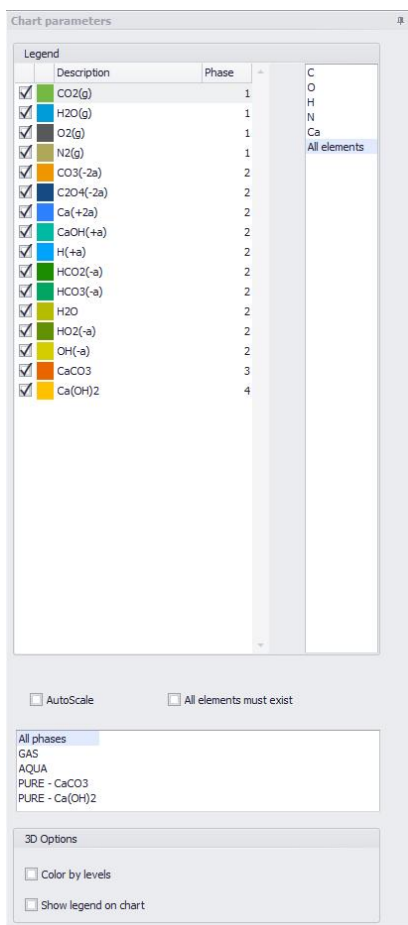 Chart parameters
Legend
Description Phase
CO2(g) 1
H2O(g) 1
O2(g) 1
N2(g) 1
CO3(-2a) 2
C2O4(-2a) 2
Ca(+2a) 2
CaOH(+a) 2
H(+a) 2
HCO2(-a) 2
HCO3(-a) 2
H2O 2
HO2(-a) 2
OH(-a) 2
CaCO3 3
Ca(OH)2 4
C
O
H
N
Ca
All elements
AutoScale All elements must exist
All phases
GAS
AQUA
PURE - CaCO3
PURE - Ca(OH)2
3D Options
Color by levels
Show legend on chart